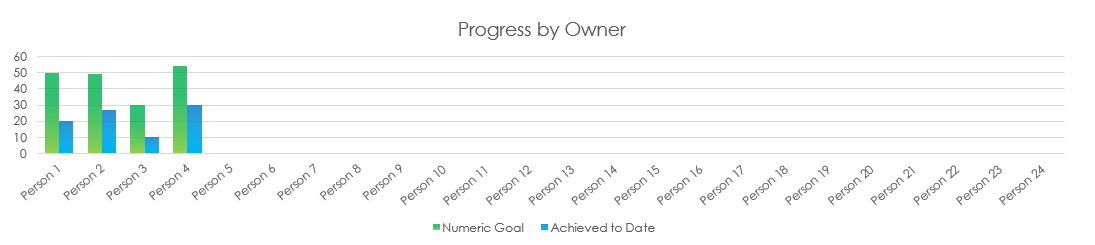 Progress by Owner
60
50
40
30
20
10
0
Person 1
Person 2
Person 3
Person 4
Person 5
Person 6
Person 7
Person 8
Person 9
Person 10
Person 11
Person 12
Person 13
Person 14
Person 15
Person 16
Person 17
Person 18
Person 19
Person 20
Person 21
Person 22
Person 23
Person 24
Numeric Goal
Achieved to Date